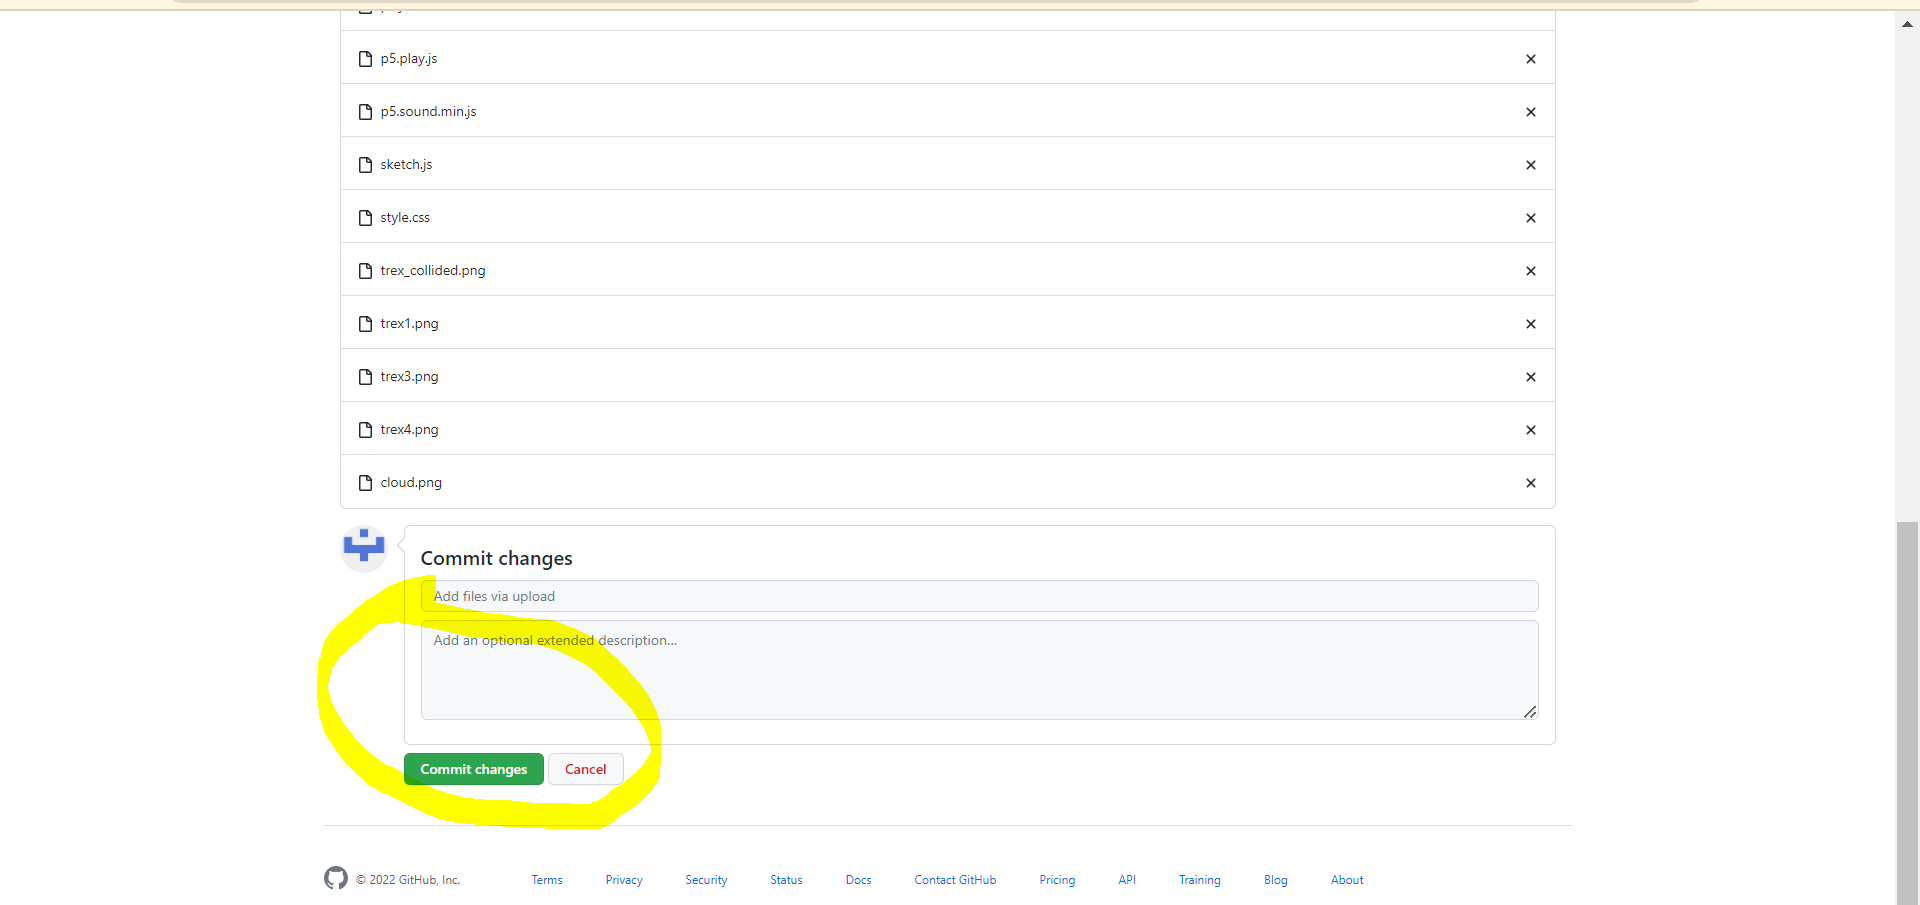 p5.play.js
p5.sound.min.js
sketch.js
style.css
trex_collided.png
trex1.png
trex3.png
trex4.png
cloud.png
Commit changes
Add files via upload
Add an optional extended description...
Commit changes Cancel
© 2022 GitHub, Inc. Terms Privacy Security Status Docs Contact GitHub Pricing API Training Blog About